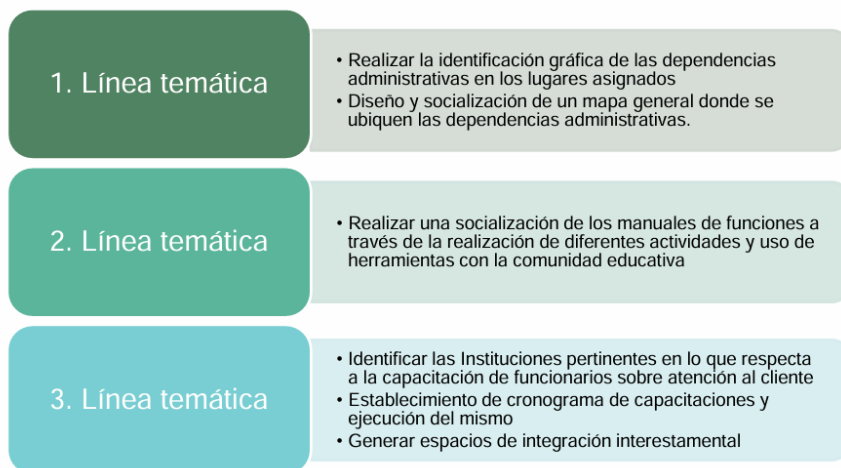 1. Línea temática
• Realizar la identificación gráfica de las dependencias
administrativas en los lugares asignados
• Diseño y socialización de un mapa general donde se
ubiquen las dependencias administrativas.
2. Línea temática
• Realizar una socialización de los manuales de funciones a
través de la realización de diferentes actividades y uso de
herramientas con la comunidad educativa
3. Línea temática
• Identificar las Instituciones pertinentes en lo que respecta
a la capacitación de funcionarios sobre atención al cliente
• Establecimiento de cronograma de capacitaciones y
ejecución del mismo
• Generar espacios de integración interestamental